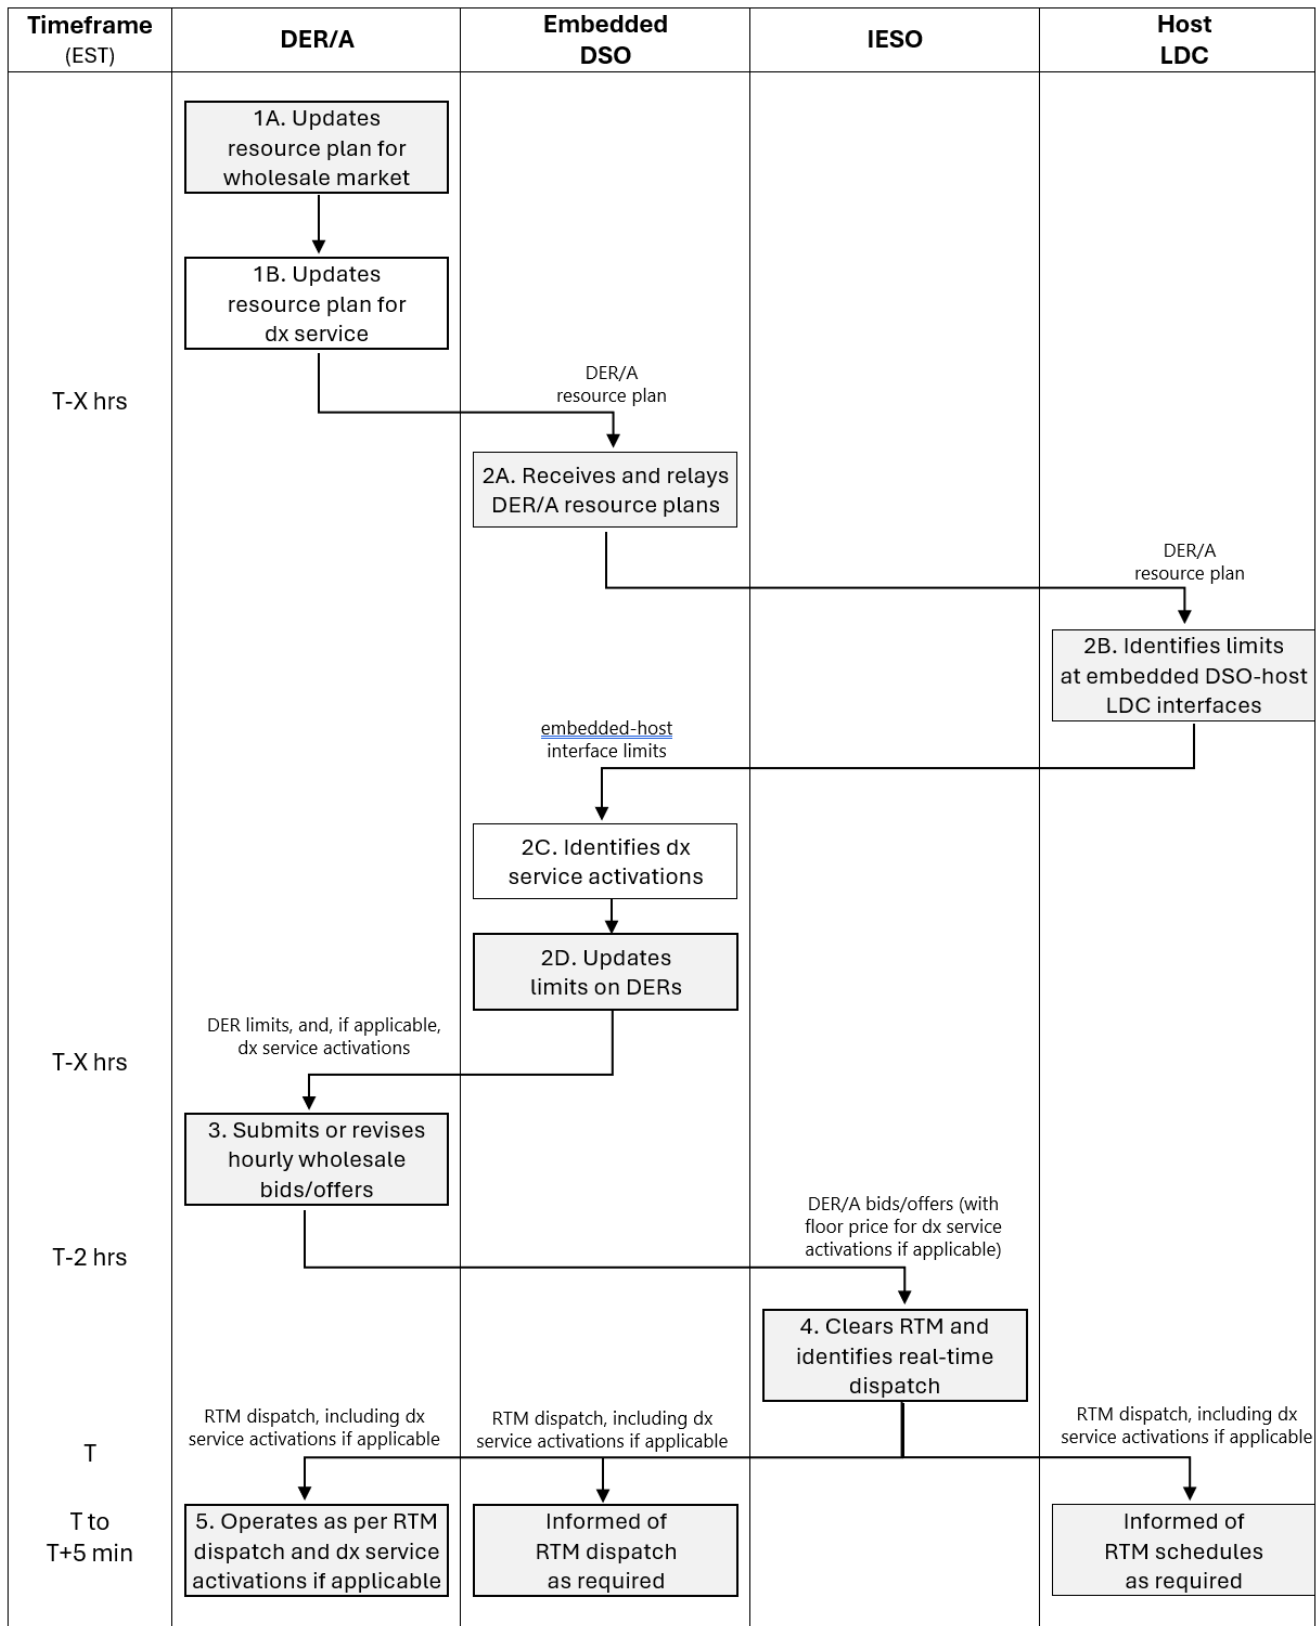 Timeframe
(EST)
DER/A
Embedded
DSO
IESO
Host
LDC
1A. Updates
resource plan for
wholesale market
1B. Updates
resource plan for
dx service
DER/A
resource plan
T-X hrs
2A. Receives and relays
DER/A resource plans
DER/A
resource plan
2B. Identifies limits
at embedded DSO-host
LDC interfaces
embedded-host
interface limits
2C. Identifies dx
service activations
2D. Updates
limits on DERs
DER limits, and, if applicable,
dx service activations
T-X hrs
3. Submits or revises
hourly wholesale
bids/offers
DER/A bids/offers (with
floor price for dx service
activations if applicable)
T-2 hrs
4. Clears RTM and
identifies real-time
dispatch
RTM dispatch, including dx
service activations if applicable
RTM dispatch, including dx
service activations if applicable
RTM dispatch, including dx
service activations if applicable
T
T to
T+5 min
5. Operates as per RTM
dispatch and dx service
activations if applicable
Informed of
RTM dispatch
as required
Informed of
RTM schedules
as required